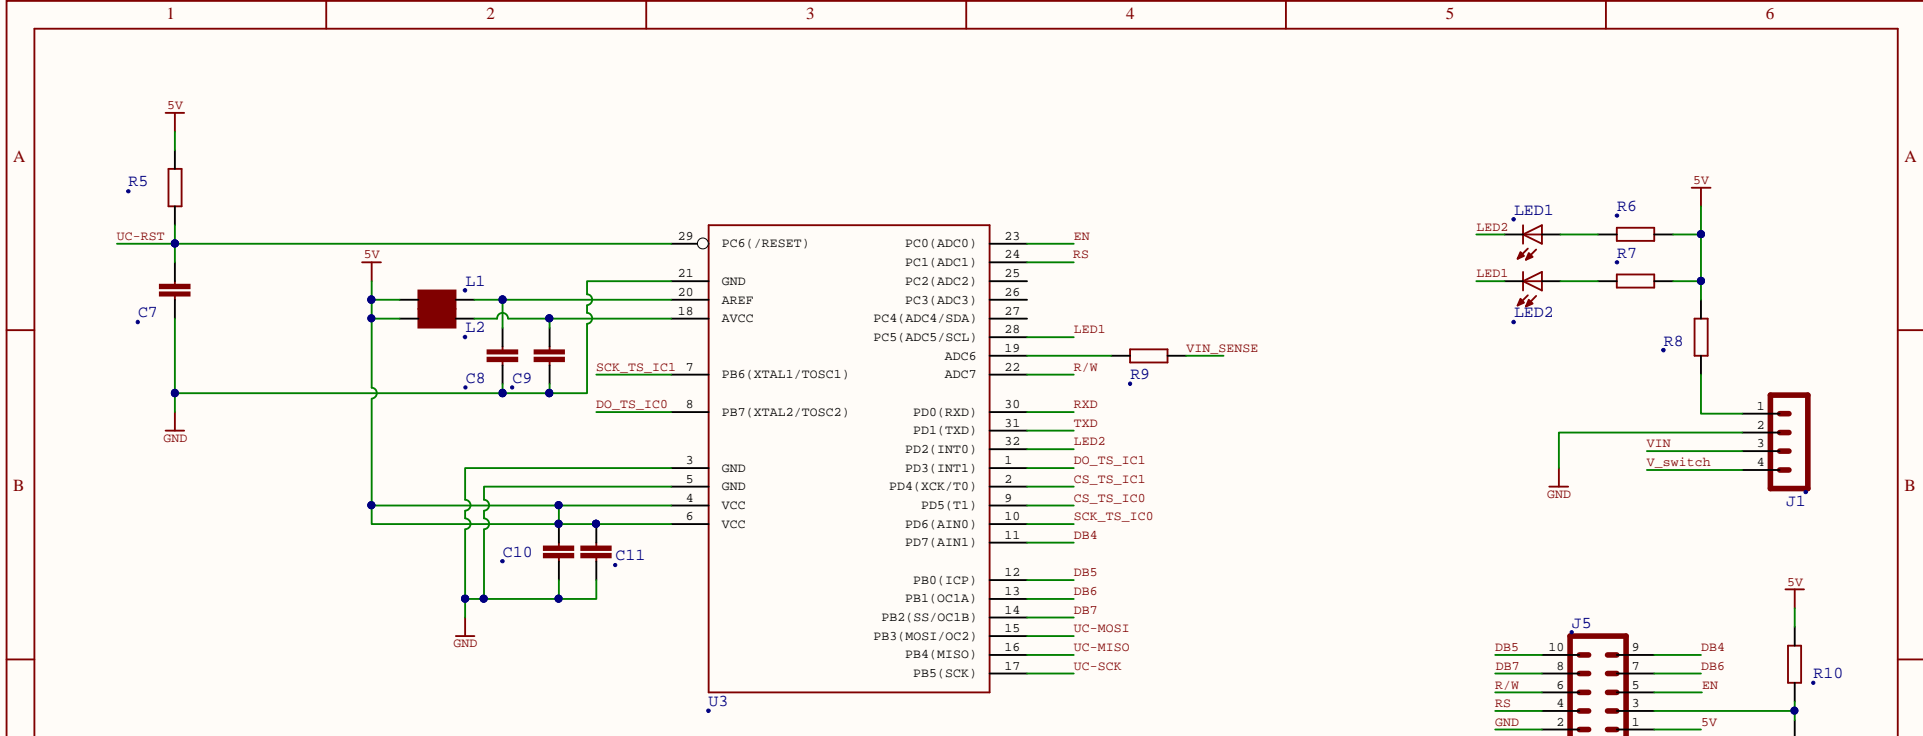 1 2 3 4 5 6
A A
B B
5V
R5
UC-RST
C7
GND
5V
L1
L2
C8 C9
SCK_TS_IC1 7 PB6(XTAL1/TOSC1)
DO_TS_IC0 8 PB7(XTAL2/TOSC2)
29 PC6(/RESET)
21 GND
20 AREF
18 AVCC
3 GND
5 GND
4 VCC
6 VCC
C10 C11
GND
PC0(ADC0) 23 EN
PC1(ADC1) 24 RS
PC2(ADC2) 25
PC3(ADC3) 26
PC4(ADC4/SDA) 27
PC5(ADC5/SCL) 28 LED1
ADC6 19 R9 VIN_SENSE
ADC7 22 R/W
PD0(RXD) 30 RXD
PD1(TXD) 31 TXD
PD2(INT0) 32 LED2
PD3(INT1) 1 DO_TS_IC1
PD4(XCK/T0) 2 CS_TS_IC1
PD5(T1) 9 CS_TS_IC0
PD6(AIN0) 10 SCK_TS_IC0
PD7(AIN1) 11 DB4
PB0(ICP) 12 DB5
PB1(OC1A) 13 DB6
PB2(SS/OC1B) 14 DB7
PB3(MOSI/OC2) 15 UC-MOSI
PB4(MISO) 16 UC-MISO
PB5(SCK) 17 UC-SCK
U3
5V
LED1 R6
LED2
R7
LED1
LED2
R8
1
2
VIN 3
V_switch 4
GND
J1
5V
J5
DB5 10 9 DB4
DB7 8 7 DB6
R/W 6 5 EN
RS 4 3
GND 2 1 5V
R10